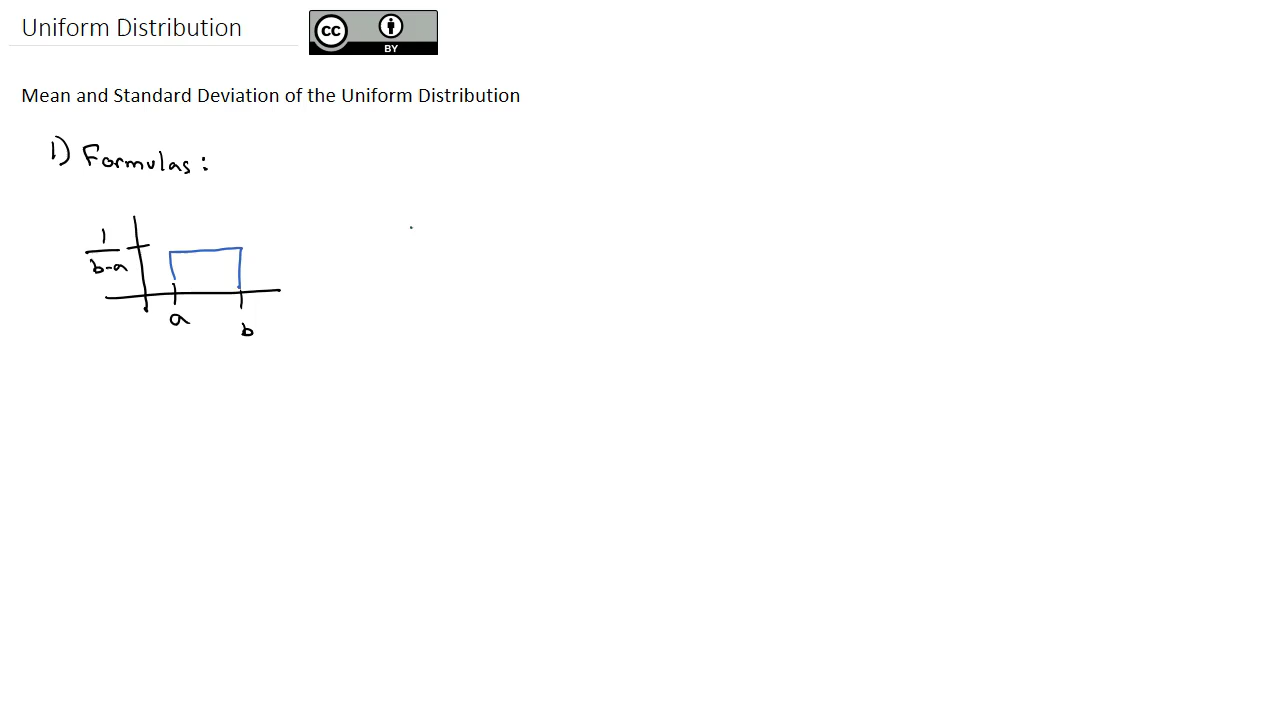 Uniform Distribution
cc BY
Mean and Standard Deviation of the Uniform Distribution
1) Formulas:
1
b-a
a
b